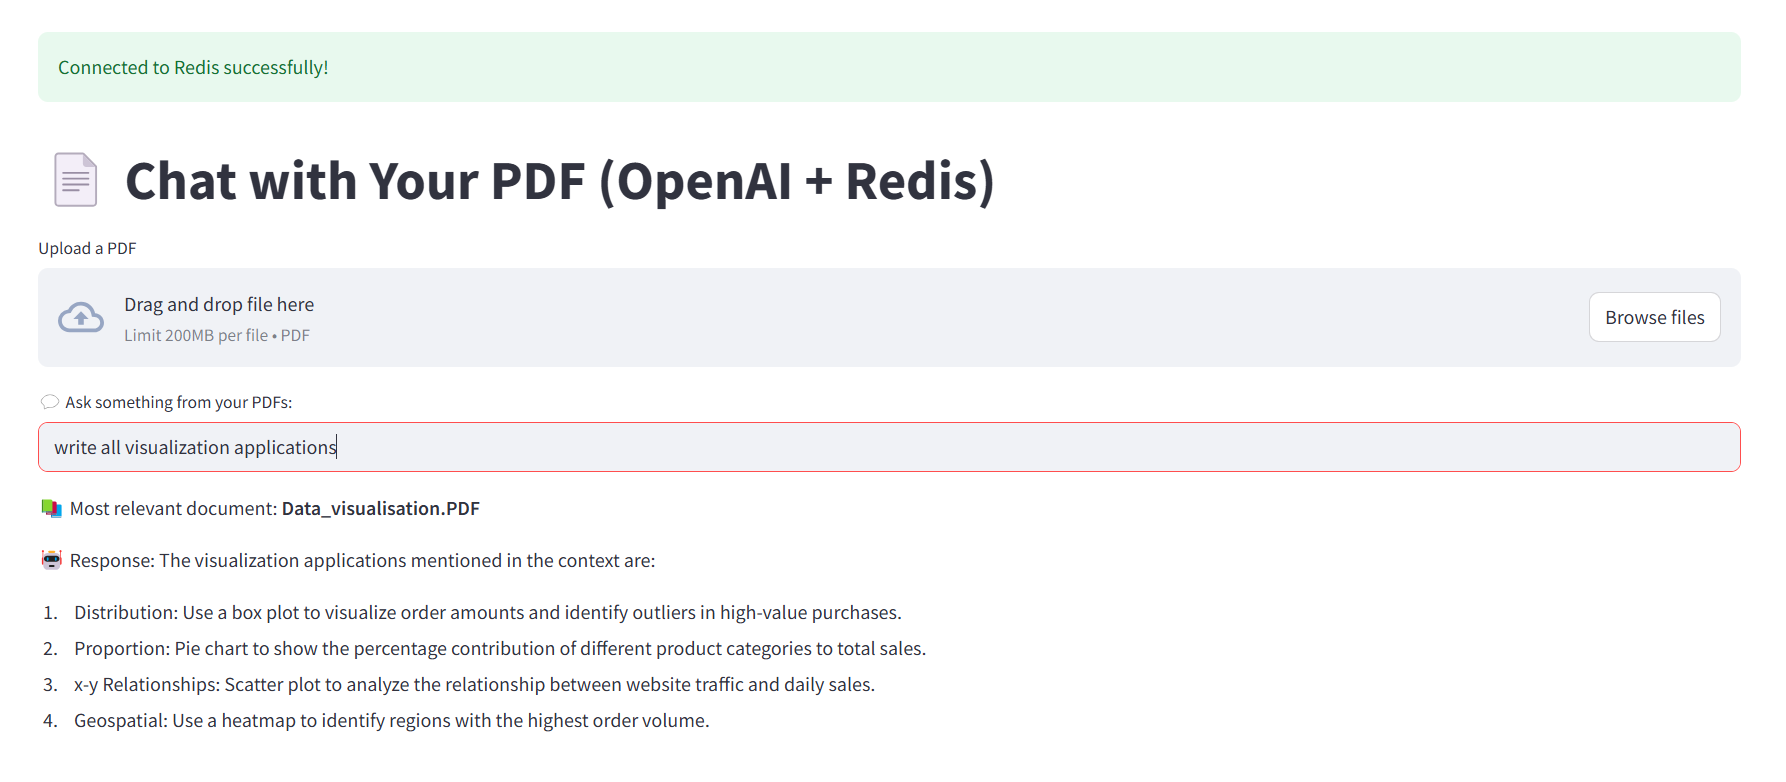 Connected to Redis successfully!
Chat with Your PDF (OpenAI + Redis)
Upload a PDF
Drag and drop file here
Limit 200MB per file • PDF
Browse files
Ask something from your PDFs:
write all visualization applications
Most relevant document: Data_visualisation.PDF
Response: The visualization applications mentioned in the context are:
1. Distribution: Use a box plot to visualize order amounts and identify outliers in high-value purchases.
2. Proportion: Pie chart to show the percentage contribution of different product categories to total sales.
3. x-y Relationships: Scatter plot to analyze the relationship between website traffic and daily sales.
4. Geospatial: Use a heatmap to identify regions with the highest order volume.